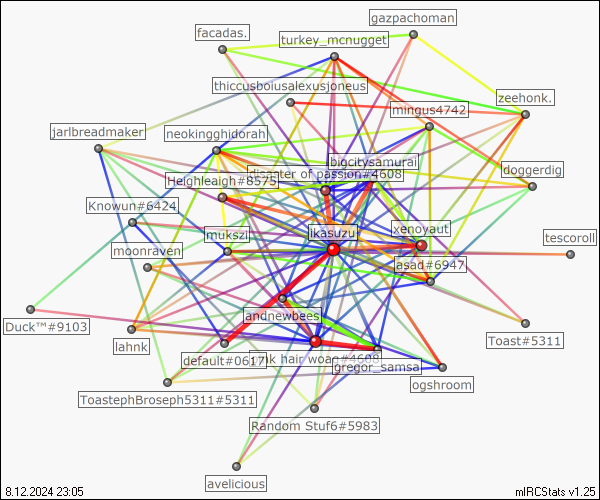 gazpachoman
facadas.
turkey_mcnugget
thiccusboiusalexusjoneus
zeehonk.
mingus4742
jarlbreadmaker
neokingghidorah
bigcitysamurai
disaster of passion#4608
doggerdig
Heighleaigh#8575
Knowun#6424
mukszi
ikasuzu
xenoyaut
tescoroll
moonraven
asad#6947
andnewbees
Duck™#9103
lahnk
Toast#5311
default#0617
hair woao#4608
gregor_samsa
ogshroom
ToastephBroseph5311#5311
Random Stuf6#5983
avelicious
8.12.2024 23:05
mIRCStats v1.25